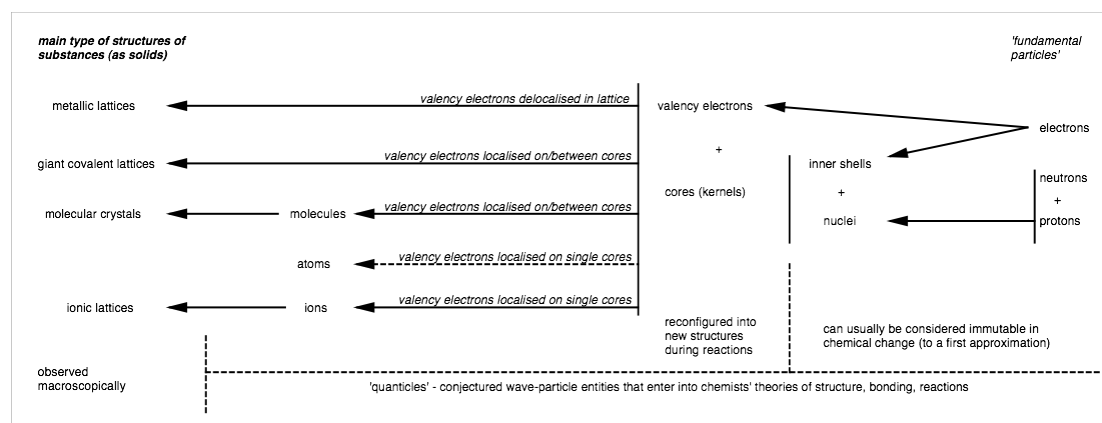 main type of structures of
substances (as solids)
'fundamental
particles'
metallic lattices
valency electrons delocalised in lattice
valency electrons
electrons
giant covalent lattices
valency electrons localised on/between cores
+
inner shells
cores (kernels)
+
neutrons
+
molecular crystals
molecules
valency electrons localised on/between cores
nuclei
protons
atoms
valency electrons localised on single cores
ionic lattices
ions
valency electrons localised on single cores
reconfigured into
new structures
during reactions
can usually be considered immutable in
chemical change (to a first approximation)
observed
macroscopically
'quanticles' - conjectured wave-particle entities that enter into chemists' theories of structure, bonding, reactions